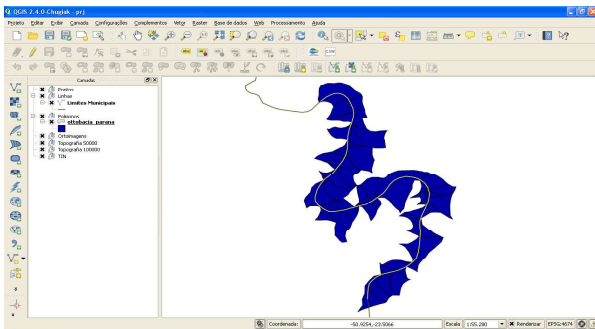 QGIS 2.4.0-Chugiak - prj
Projeto Editar Exibir Camada Configurações Complementos Vetor Raster Base de dados Web Processamento Ajuda
Camadas
Pontos
Linhas
Limites Municipais
Polígonos
ottobacia_parana
Ortoimagens
Topografia 50000
Topografia 100000
TIN
Coordenada: -50.9254,-23.5066 Escala 1:55.280 Renderizar EPSG:4674